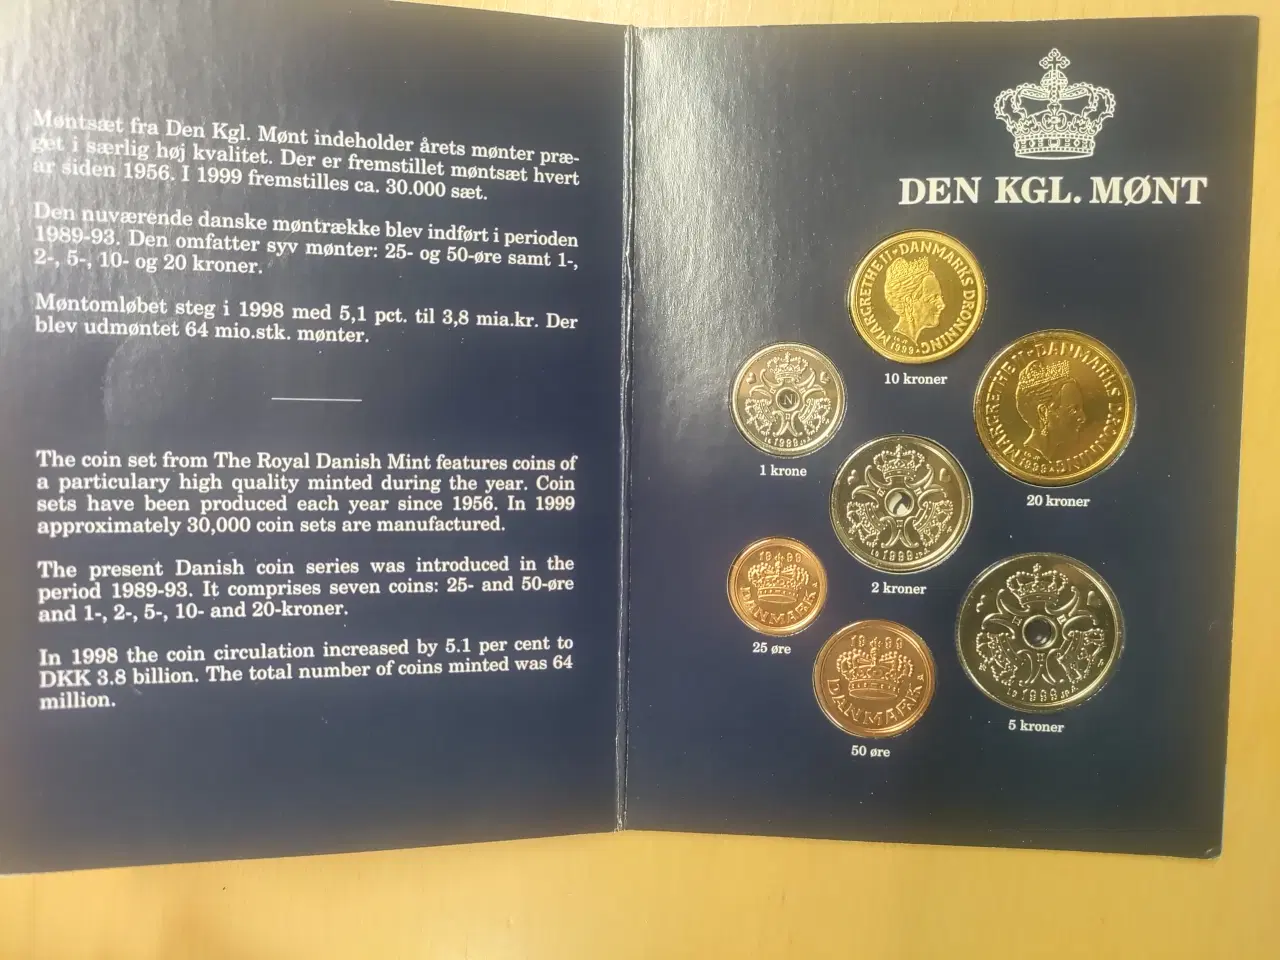 Møntsæt fra Den Kgl. Mønt indeholder årets mønter præ-
get i særlig høj kvalitet. Der er fremstillet møntsæt hvert
år siden 1956. I 1999 fremstilles ca. 30.000 sæt.
Den nuværende danske møntrække blev indført i perioden
1989-93. Den omfatter syv mønter: 25- og 50-øre samt 1-,
2-, 5-, 10- og 20 kroner.
Møntomløbet steg i 1998 med 5,1 pct. til 3,8 mia.kr. Der
blev udmøntet 64 mio.stk. mønter.
The coin set from The Royal Danish Mint features coins of
a particulary high quality minted during the year. Coin
sets have been produced each year since 1956. In 1999
approximately 30,000 coin sets are manufactured.
The present Danish coin series was introduced in the
period 1989-93. It comprises seven coins: 25- and 50-øre
and 1-, 2-, 5-, 10- and 20-kroner.
In 1998 the coin circulation increased by 5.1 per cent to
DKK 3.8 billion. The total number of coins minted was 64
million.
DEN KGL. MØNT
MARGRETHE II · DANMARKS DRONNING
1999
10 kroner
MARGRETHE II · DANMARKS DRONNING
1999
20 kroner
N
1999
1 krone
1999
2 kroner
1999
DANMARK
25 øre
1999
DANMARK
50 øre
1999
5 kroner